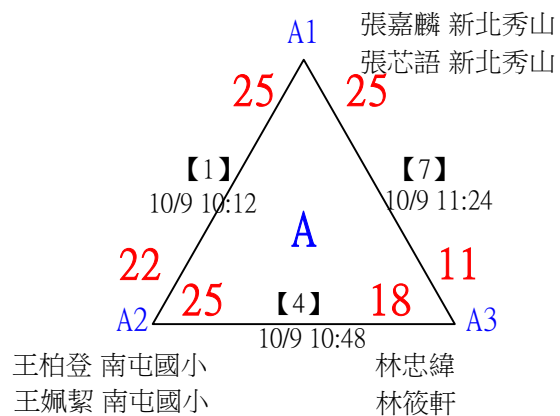 A1
張嘉麟 新北秀山
張芯語 新北秀山
25
25
【1】
10/9 10:12
【7】
10/9 11:24
A
22
11
25
18
【4】
10/9 10:48
A2
A3
王柏登 南屯國小
王姵絜 南屯國小
林忠緯
林筱軒